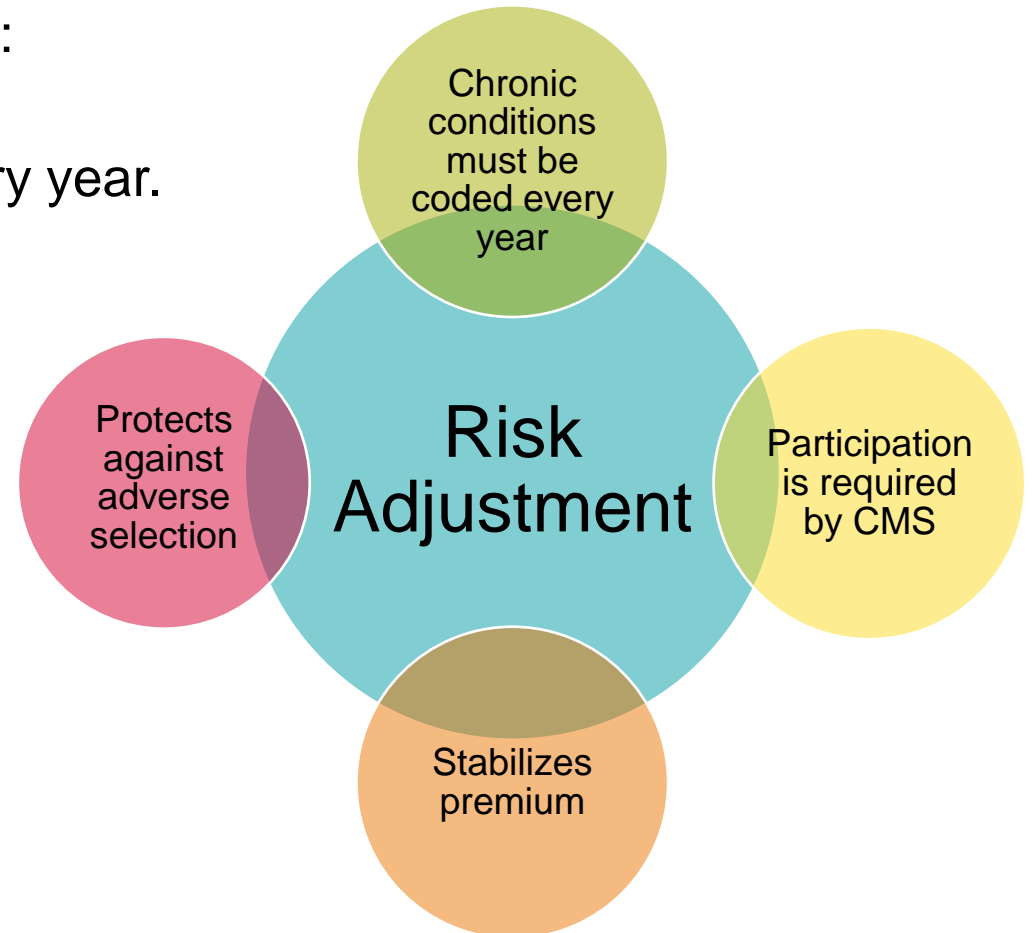 :
ry year.
Chronic
conditions
must be
coded every
year
Protects
against
adverse
selection
Risk
Adjustment
Participation
is required
by CMS
Stabilizes
premium